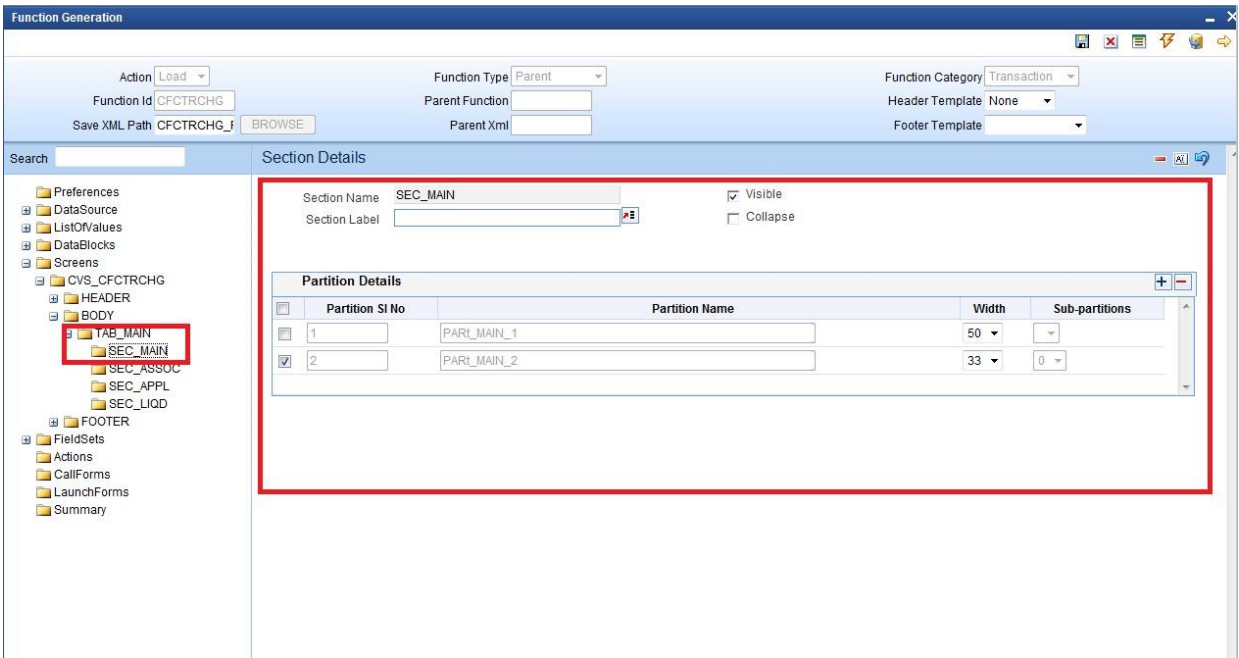 Function Generation
Action Load
Function Type Parent
Function Category Transaction
Function Id CFCTRCHG
Parent Function
Header Template None
Save XML Path CFCTRCHG_ BROWSE
Parent Xml
Footer Template
Search
Section Details
Preferences
DataSource
ListOfValues
DataBlocks
Screens
CVS_CFCTRCHG
HEADER
BODY
TAB_MAIN
SEC_MAIN
SEC_ASSOC
SEC_APPL
SEC_LIQD
FOOTER
FieldSets
Actions
CallForms
LaunchForms
Summary
Section Name SEC_MAIN
Visible
Section Label
Collapse
Partition Details
Partition Sl No Partition Name Width Sub-partitions
1 PARt_MAIN_1 50
2 PARt_MAIN_2 33 0